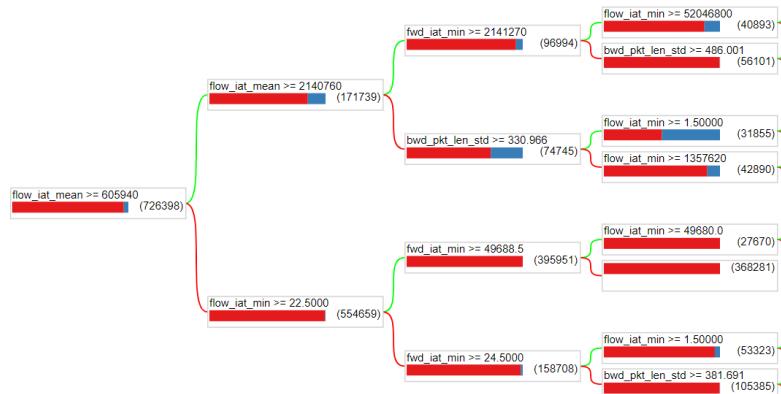 flow_iat_mean >= 605940
(726398)
flow_iat_mean >= 2140760
(171739)
flow_iat_min >= 22.5000
(554659)
fwd_iat_min >= 2141270
(96994)
bwd_pkt_len_std >= 330.966
(74745)
fwd_iat_min >= 49688.5
(395951)
fwd_iat_min >= 24.5000
(158708)
flow_iat_min >= 52046800
(40893)
bwd_pkt_len_std >= 486.001
(56101)
flow_iat_min >= 1.50000
(31855)
flow_iat_min >= 1357620
(42890)
flow_iat_min >= 49680.0
(27670)
(368281)
flow_iat_min >= 1.50000
(53323)
bwd_pkt_len_std >= 381.691
(105385)